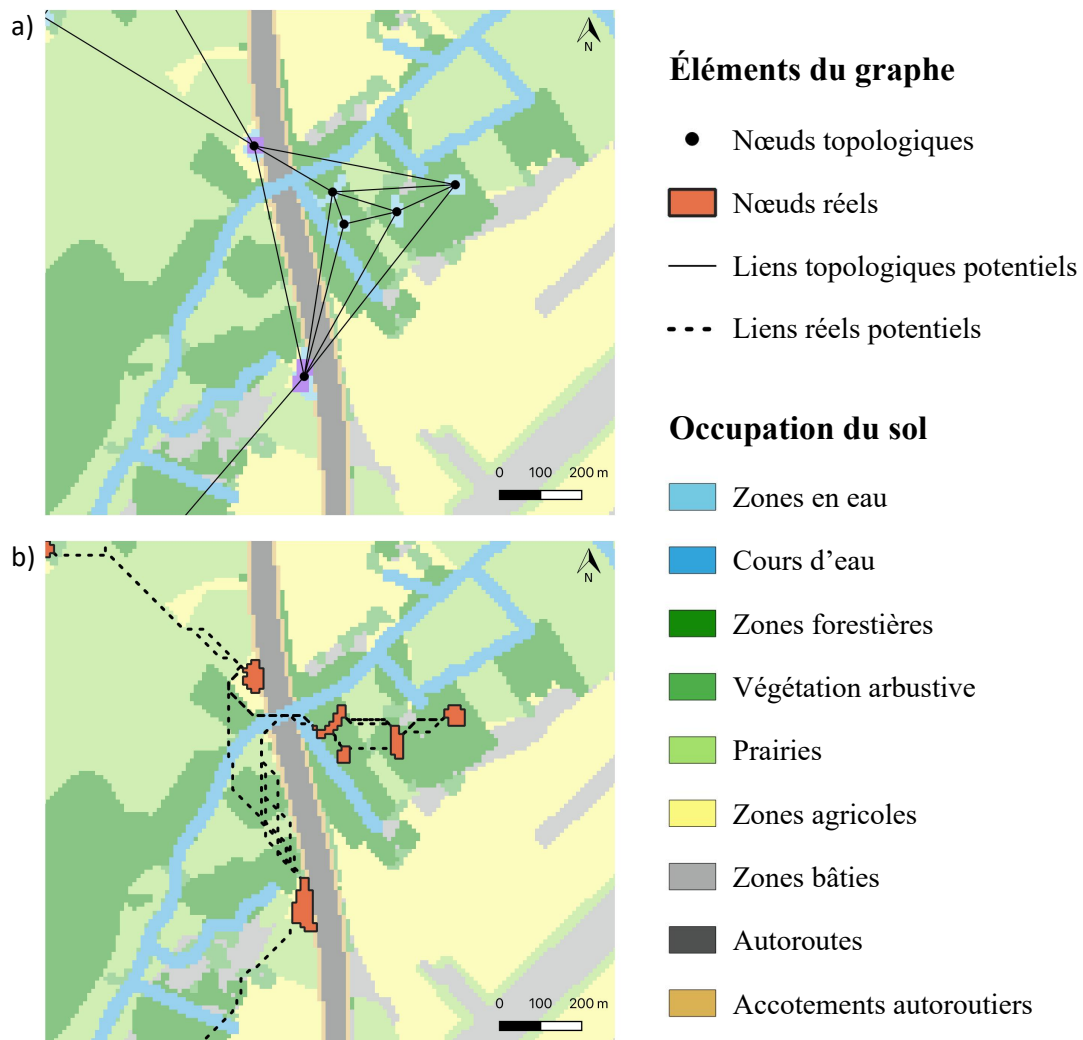 a)
N
0 100 200 m
b)
N
0 100 200 m
Éléments du graphe
Nœuds topologiques
Nœuds réels
Liens topologiques potentiels
Liens réels potentiels
Occupation du sol
Zones en eau
Cours d’eau
Zones forestières
Végétation arbustive
Prairies
Zones agricoles
Zones bâties
Autoroutes
Accotements autoroutiers